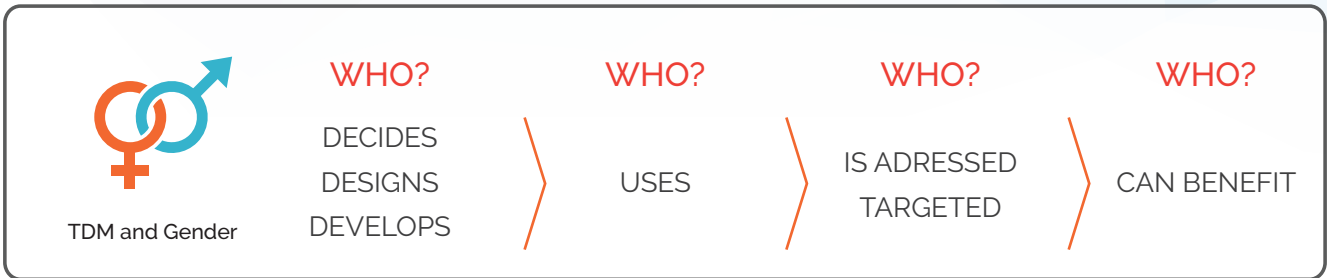 TDM and Gender
WHO?
DECIDES
DESIGNS
DEVELOPS
WHO?
USES
WHO?
IS ADRESSED
TARGETED
WHO?
CAN BENEFIT